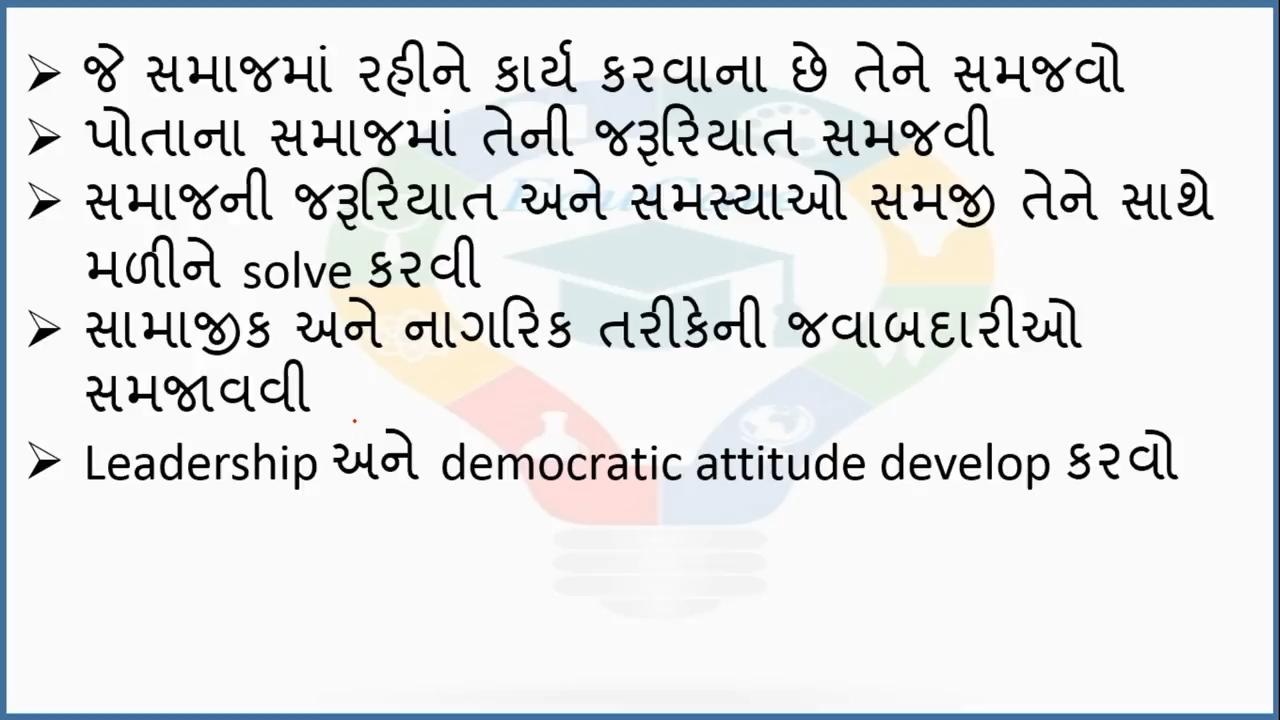 ➢ જે સમાજમાં રહીને કાર્ય કરવાના છે તેને સમજવો
➢ પોતાના સમાજમાં તેની જરૂરિયાત સમજવી
➢ સમાજની જરૂરિયાત અને સમસ્યાઓ સમજી તેને સાથે
મળીને solve કરવી
➢ સામાજીક અને નાગરિક તરીકેની જવાબદારીઓ
સમજાવવી
➢ Leadership અને democratic attitude develop કરવો